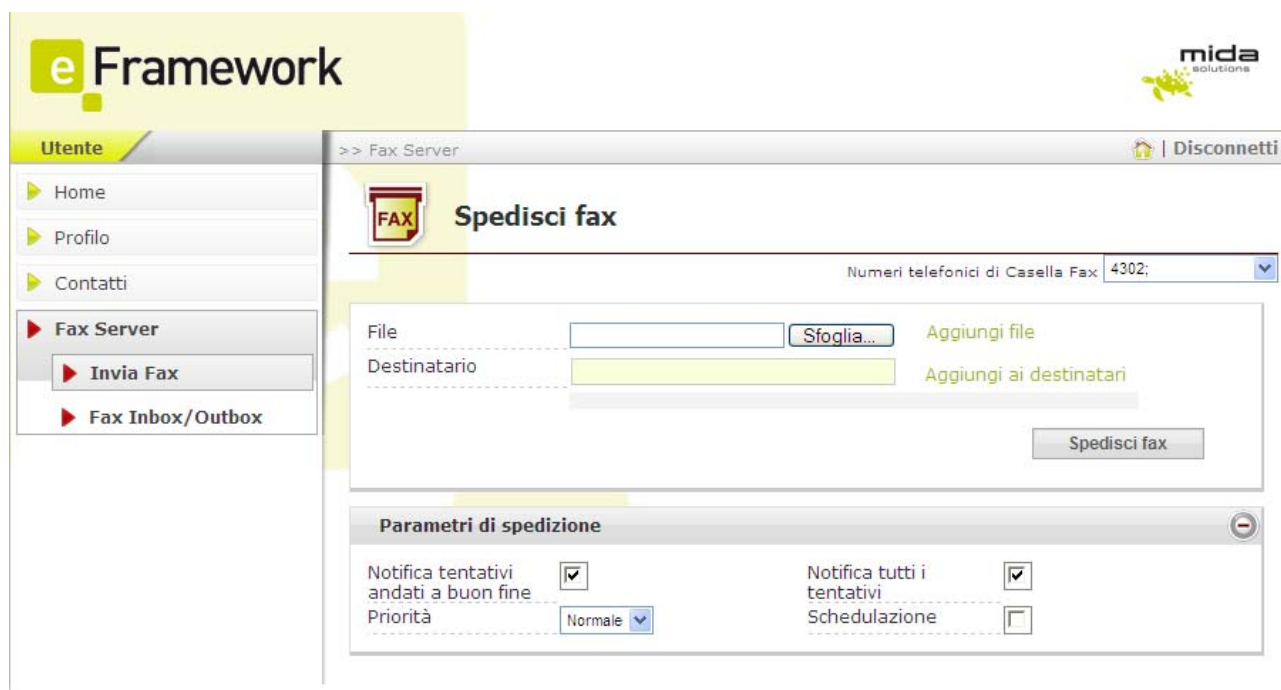 e Framework
mida
solutions
Utente
>> Fax Server
| Disconnetti
Home
Profilo
Contatti
Fax Server
Invia Fax
Fax Inbox/Outbox
FAX
Spedisci fax
Numeri telefonici di Casella Fax 4302;
File
Sfoglia...
Aggiungi file
Destinatario
Aggiungi ai destinatari
Spedisci fax
Parametri di spedizione
Notifica tentativi
andati a buon fine
Notifica tutti i
tentativi
Priorità
Normale
Schedulazione